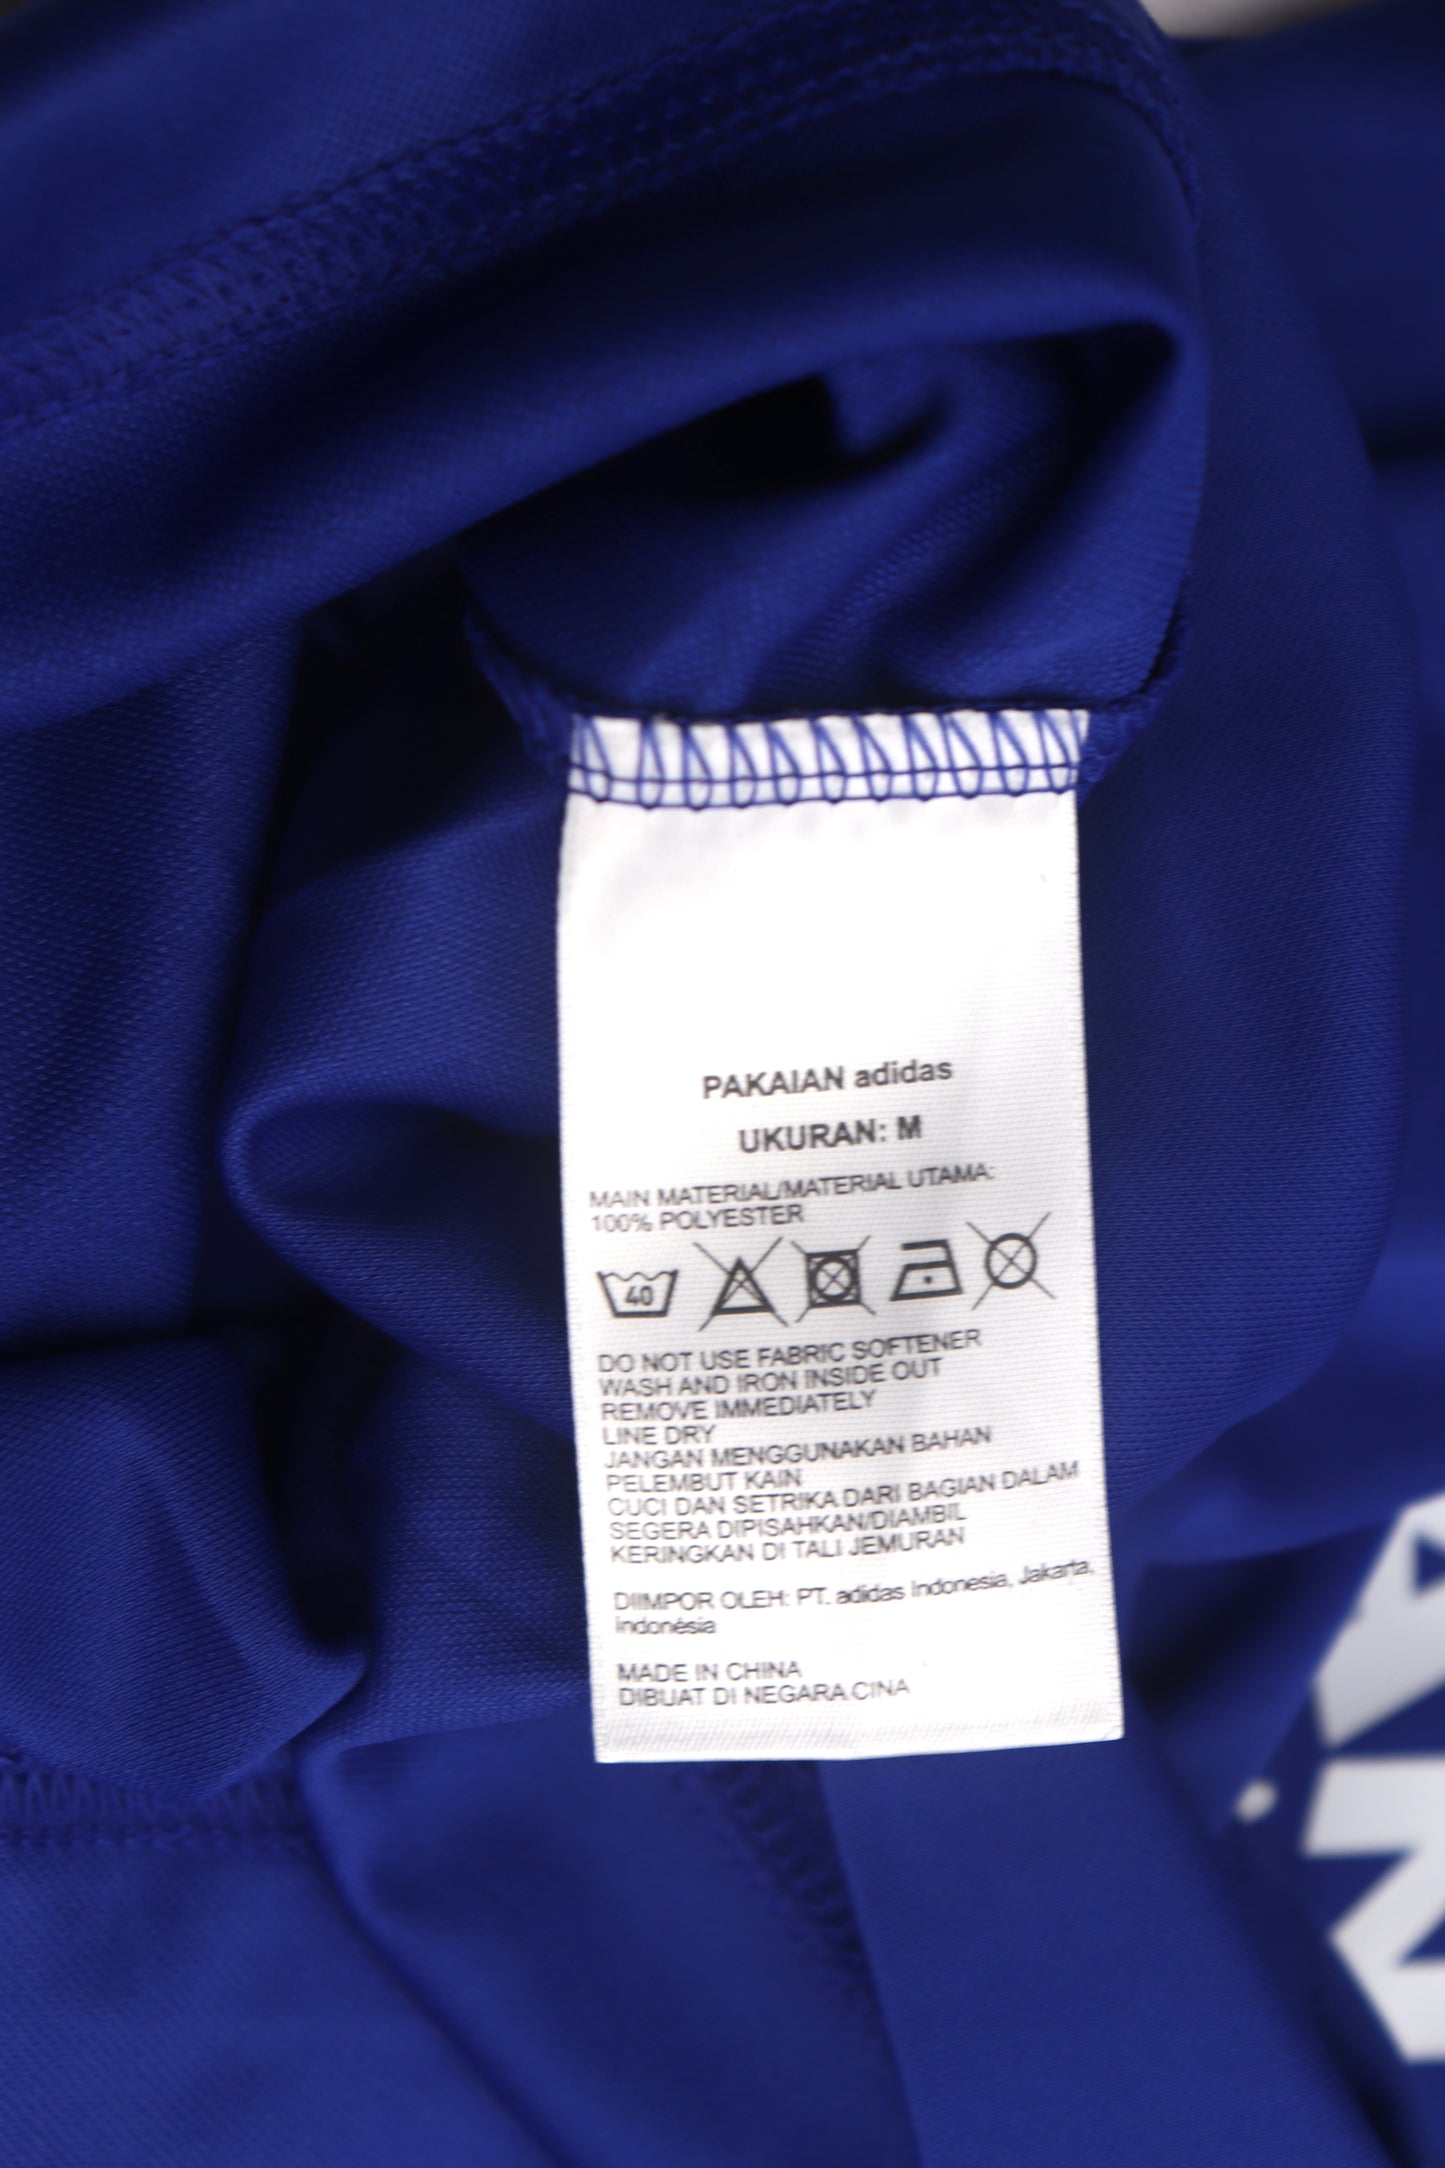 PAKAIAN adidas
UKURAN: M
MAIN MATERIAL/MATERIAL UTAMA:
100% POLYESTER
40
DO NOT USE FABRIC SOFTENER
WASH AND IRON INSIDE OUT
REMOVE IMMEDIATELY
LINE DRY
JANGAN MENGGUNAKAN BAHAN
PELEMBUT KAIN
CUCI DAN SETRIKA DARI BAGIAN DALAM
SEGERA DIPISAHKAN/DIAMBIL
KERINGKAN DI TALI JEMURAN
DIIMPOR OLEH: PT. adidas Indonesia, Jakarta,
Indonésia
MADE IN CHINA
DIBUAT DI NEGARA CINA